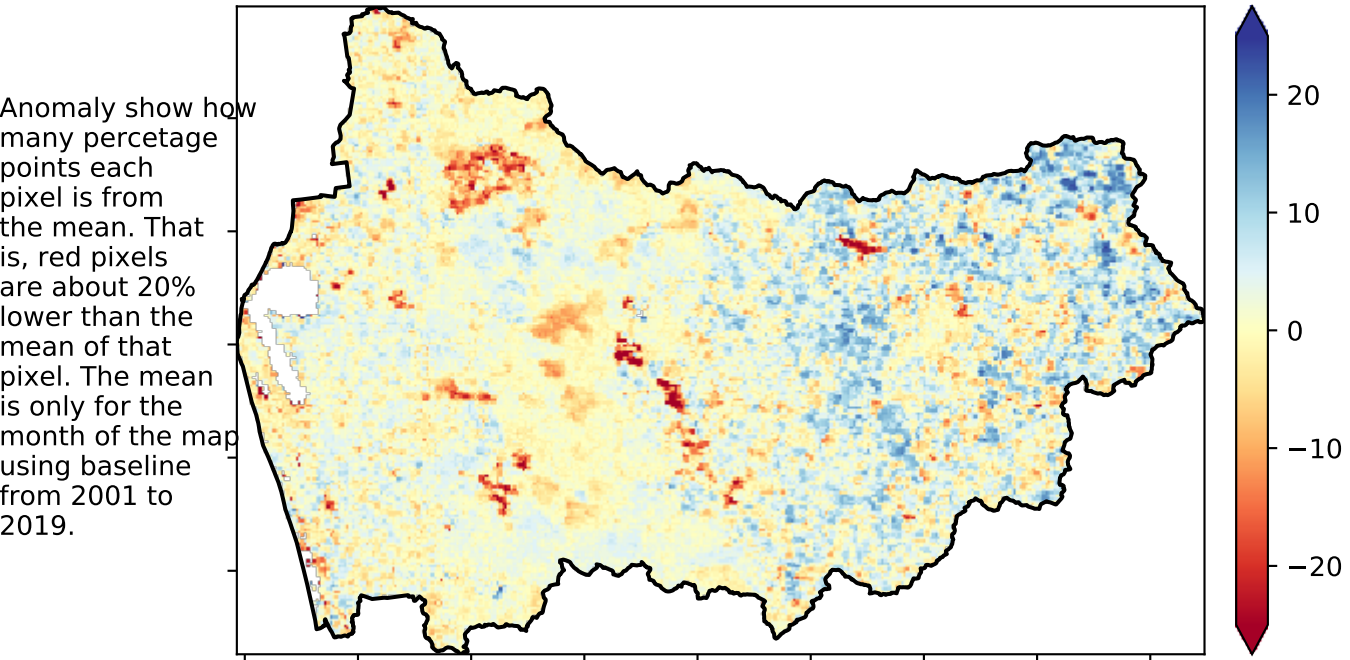 Anomaly show how
many percetage
points each
pixel is from
the mean. That
is, red pixels
are about 20%
lower than the
mean of that
pixel. The mean
is only for the
month of the map
using baseline
from 2001 to
2019.
20
10
0
−10
−20